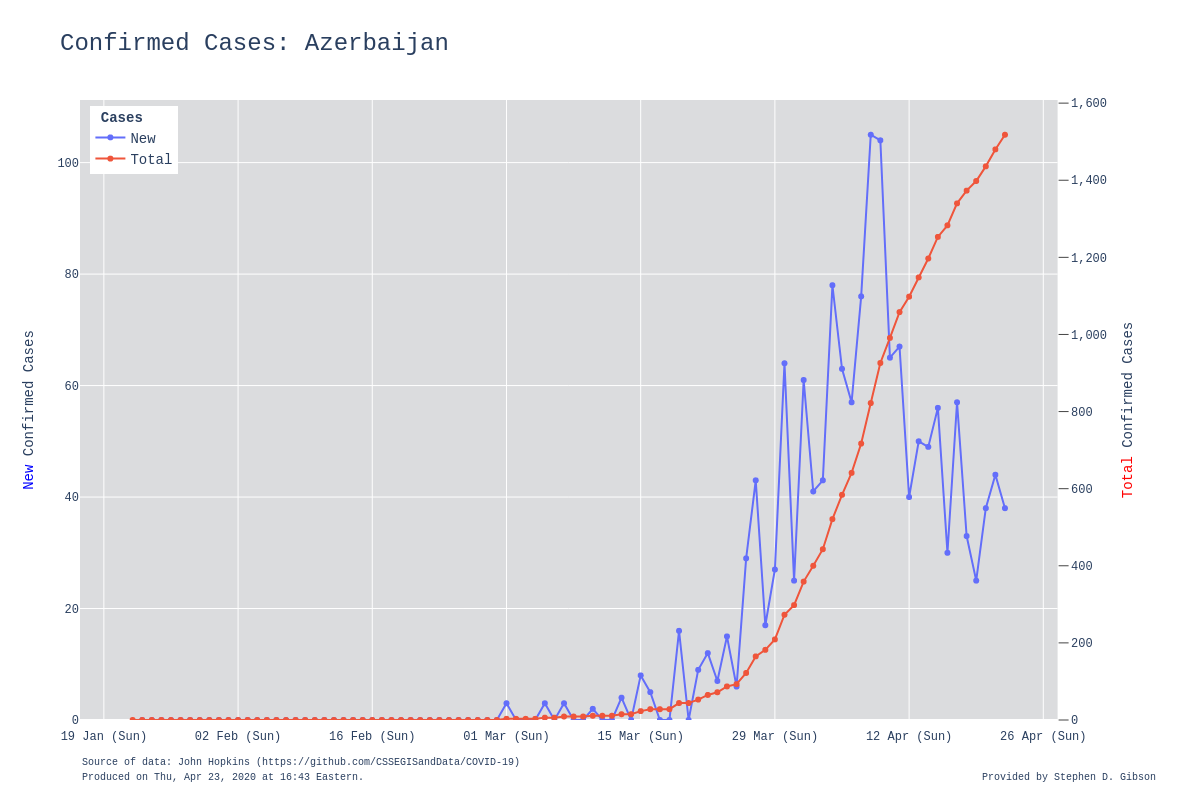 Confirmed Cases: Azerbaijan
Cases
New
Total
1,600
1,400
1,200
1,000
800
600
400
200
0
100
80
60
40
20
0
New Confirmed Cases
Total Confirmed Cases
19 Jan (Sun)
02 Feb (Sun)
16 Feb (Sun)
01 Mar (Sun)
15 Mar (Sun)
29 Mar (Sun)
12 Apr (Sun)
26 Apr (Sun)
Source of data: John Hopkins (https://github.com/CSSEGISandData/COVID-19)
Produced on Thu, Apr 23, 2020 at 16:43 Eastern.
Provided by Stephen D. Gibson